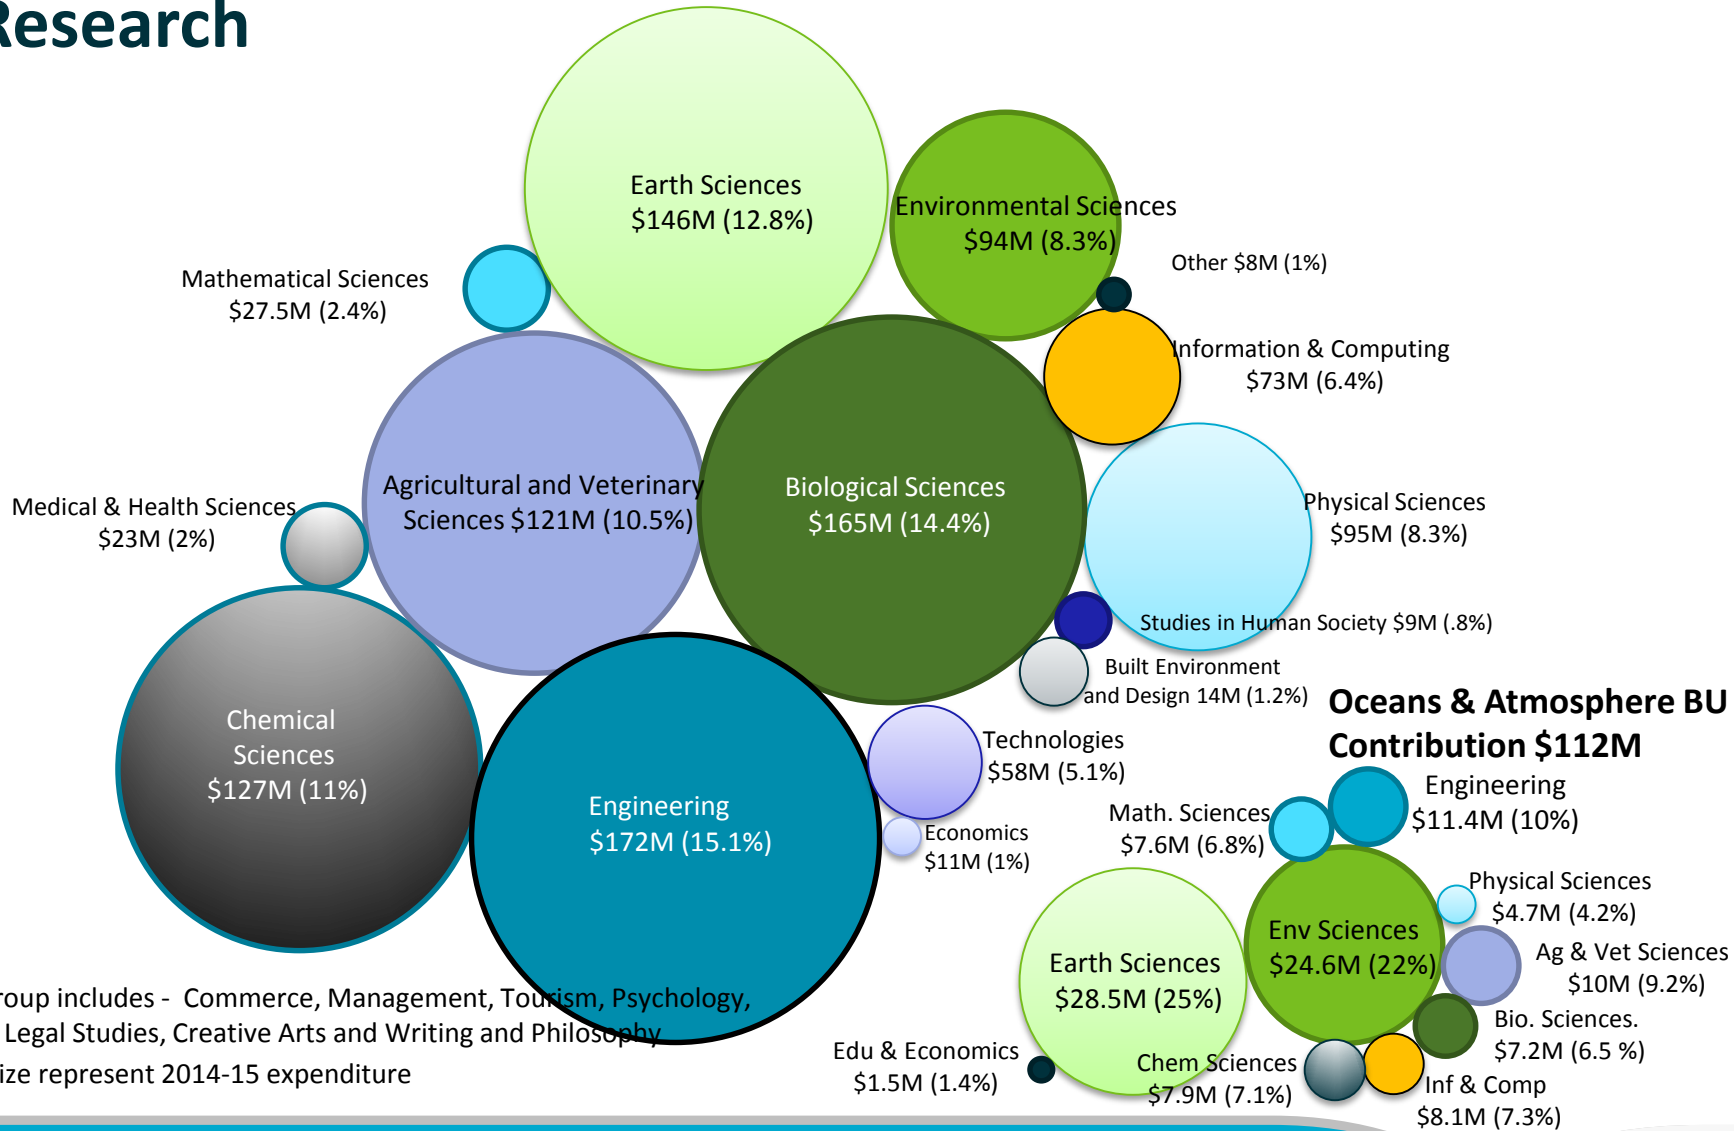 Research
Earth Sciences
$146M (12.8%)
Environmental Sciences
$94M (8.3%)
Other $8M (1%)
Mathematical Sciences
$27.5M (2.4%)
Information & Computing
$73M (6.4%)
Agricultural and Veterinary
Sciences $121M (10.5%)
Biological Sciences
$165M (14.4%)
Physical Sciences
$95M (8.3%)
Medical & Health Sciences
$23M (2%)
Studies in Human Society $9M (.8%)
Built Environment
and Design 14M (1.2%)
Chemical
Sciences
$127M (11%)
Engineering
$172M (15.1%)
Technologies
$58M (5.1%)
Economics
$11M (1%)
Oceans & Atmosphere BU
Contribution $112M
Engineering
$11.4M (10%)
Math. Sciences
$7.6M (6.8%)
Physical Sciences
$4.7M (4.2%)
Env Sciences
$24.6M (22%)
Earth Sciences
$28.5M (25%)
Ag & Vet Sciences
$10M (9.2%)
Bio. Sciences.
$7.2M (6.5 %)
Edu & Economics
$1.5M (1.4%)
Chem Sciences
$7.9M (7.1%)
Inf & Comp
$8.1M (7.3%)
roup includes - Commerce, Management, Tourism, Psychology,
Legal Studies, Creative Arts and Writing and Philosophy
ize represent 2014-15 expenditure